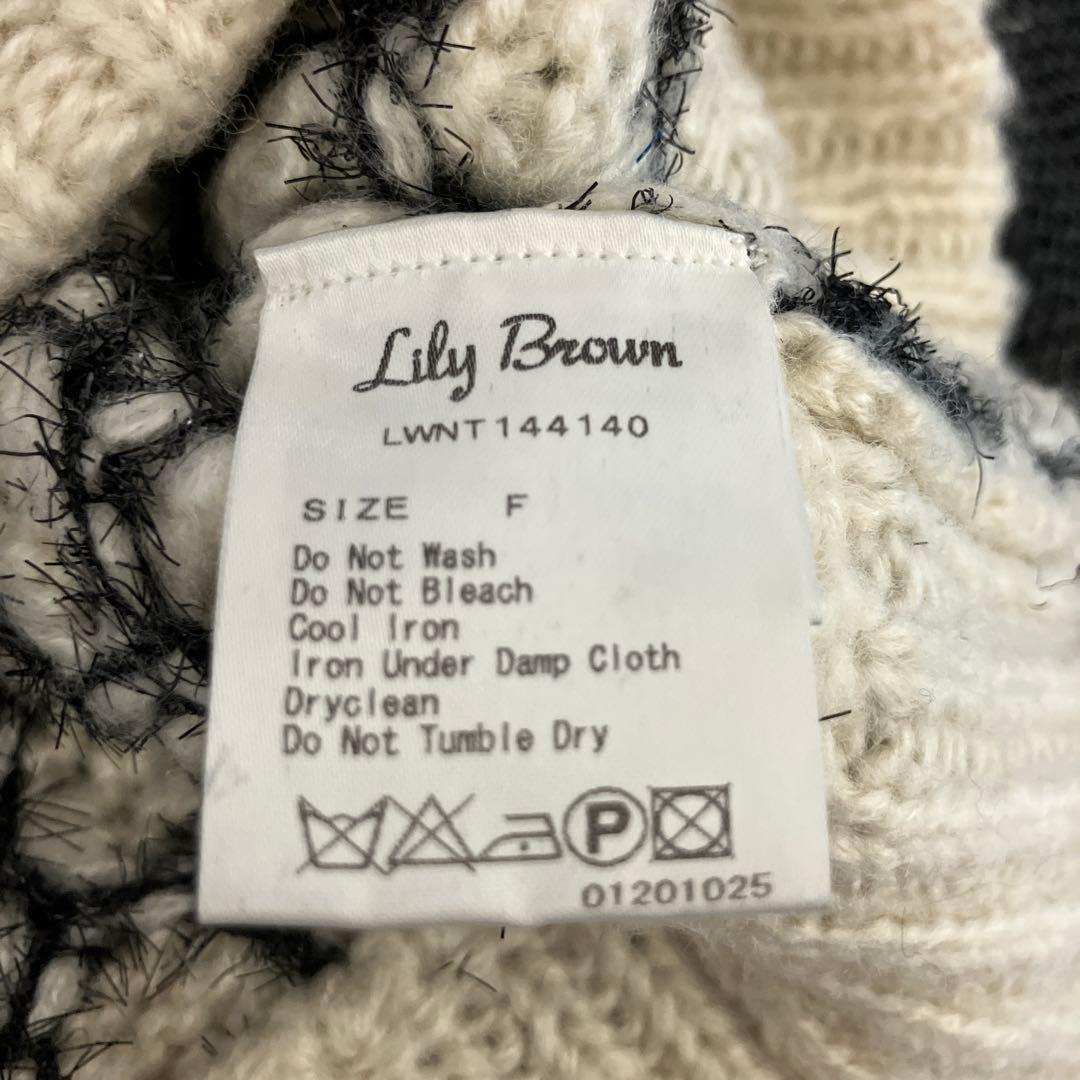 Lily Brown
LWNT144140
SIZE F
Do Not Wash
Do Not Bleach
Cool Iron
Iron Under Damp Cloth
Dryclean
Do Not Tumble Dry
P
01201025